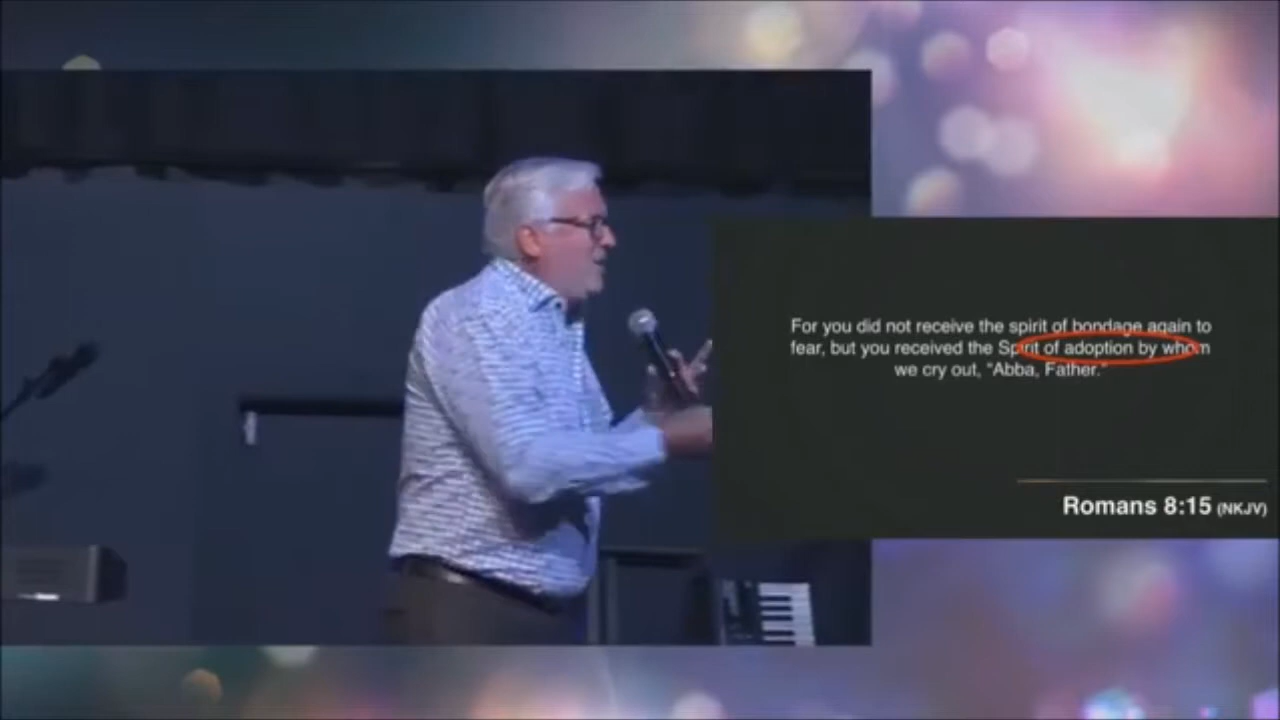 For you did not receive the spirit of bondage again to
fear, but you received the Spirit of adoption by whom
we cry out, “Abba, Father.”
Romans 8:15 (NKJV)